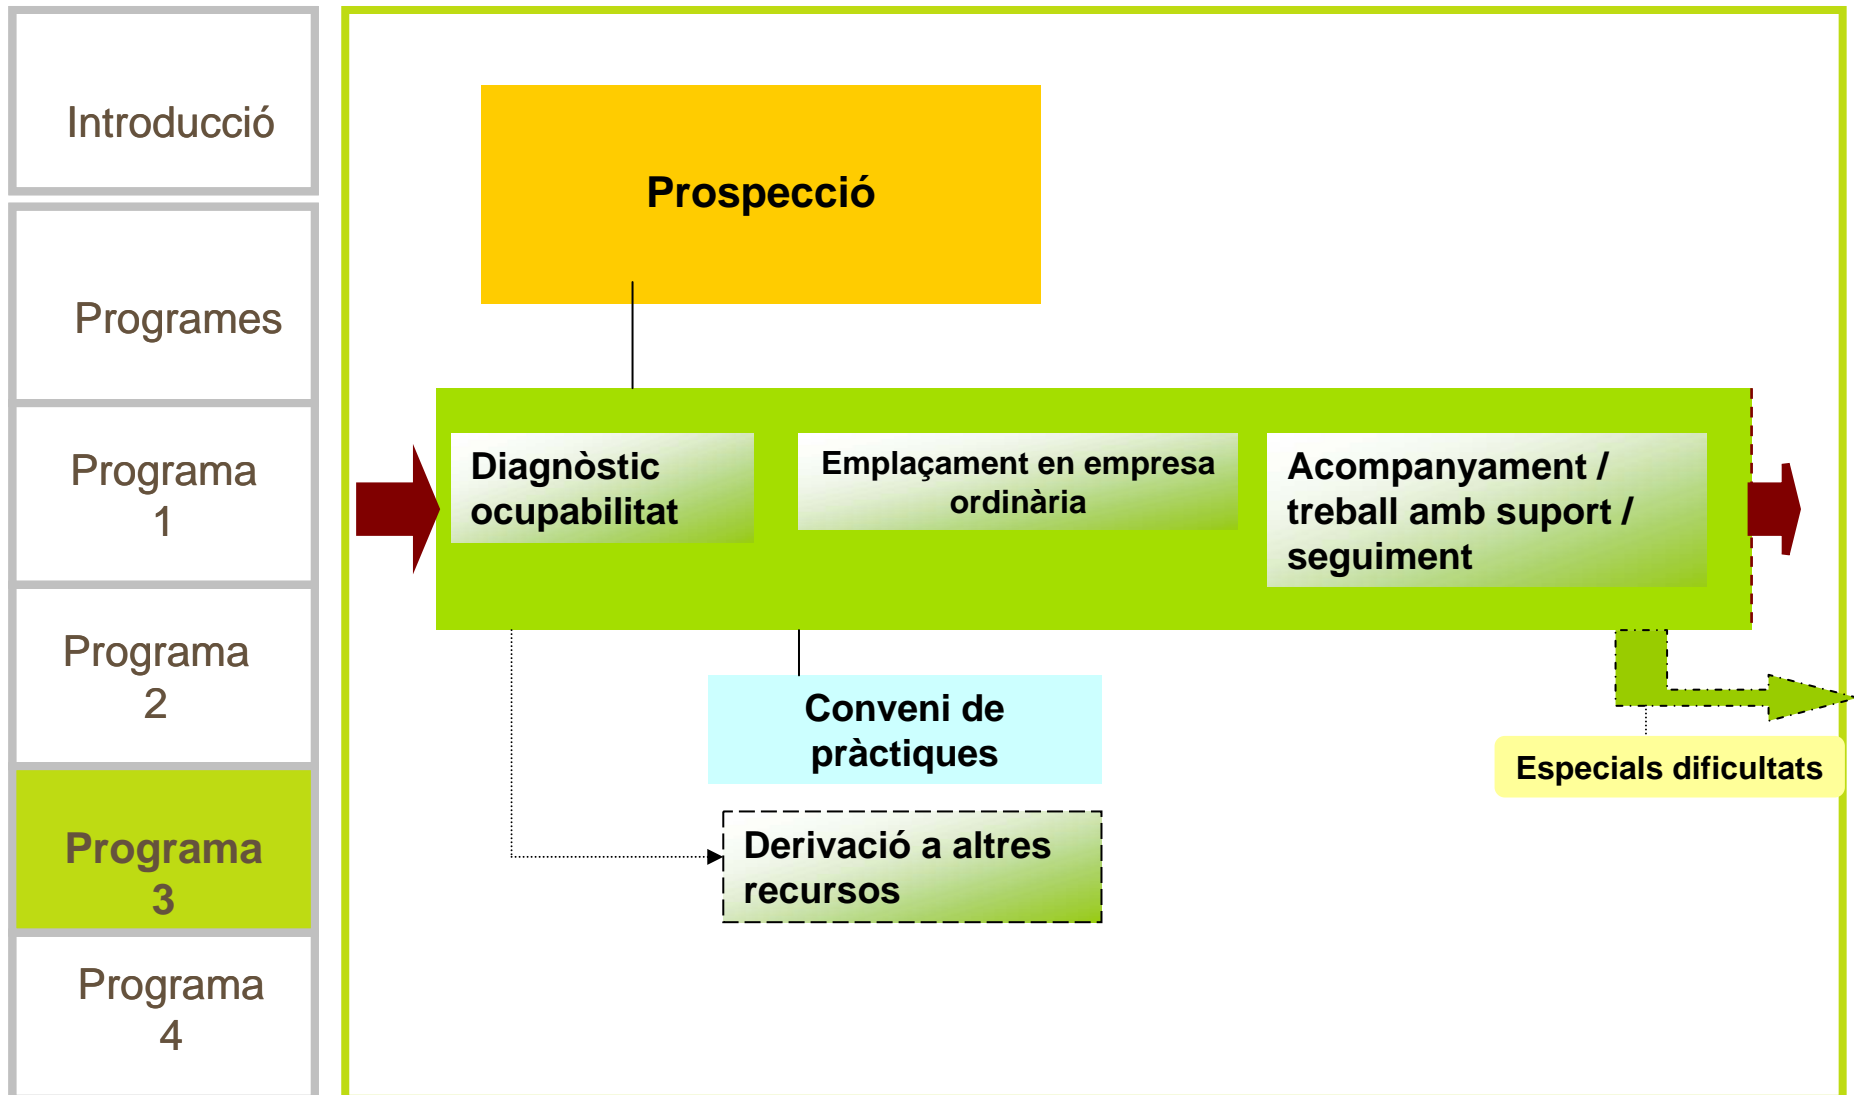 Introducció
Programes
Programa
1
Programa
2
Programa
3
Programa
4
Prospecció
Diagnòstic
ocupabilitat
Emplaçament en empresa
ordinària
Acompanyament /
treball amb suport /
seguiment
Conveni de
pràctiques
Especials dificultats
Derivació a altres
recursos